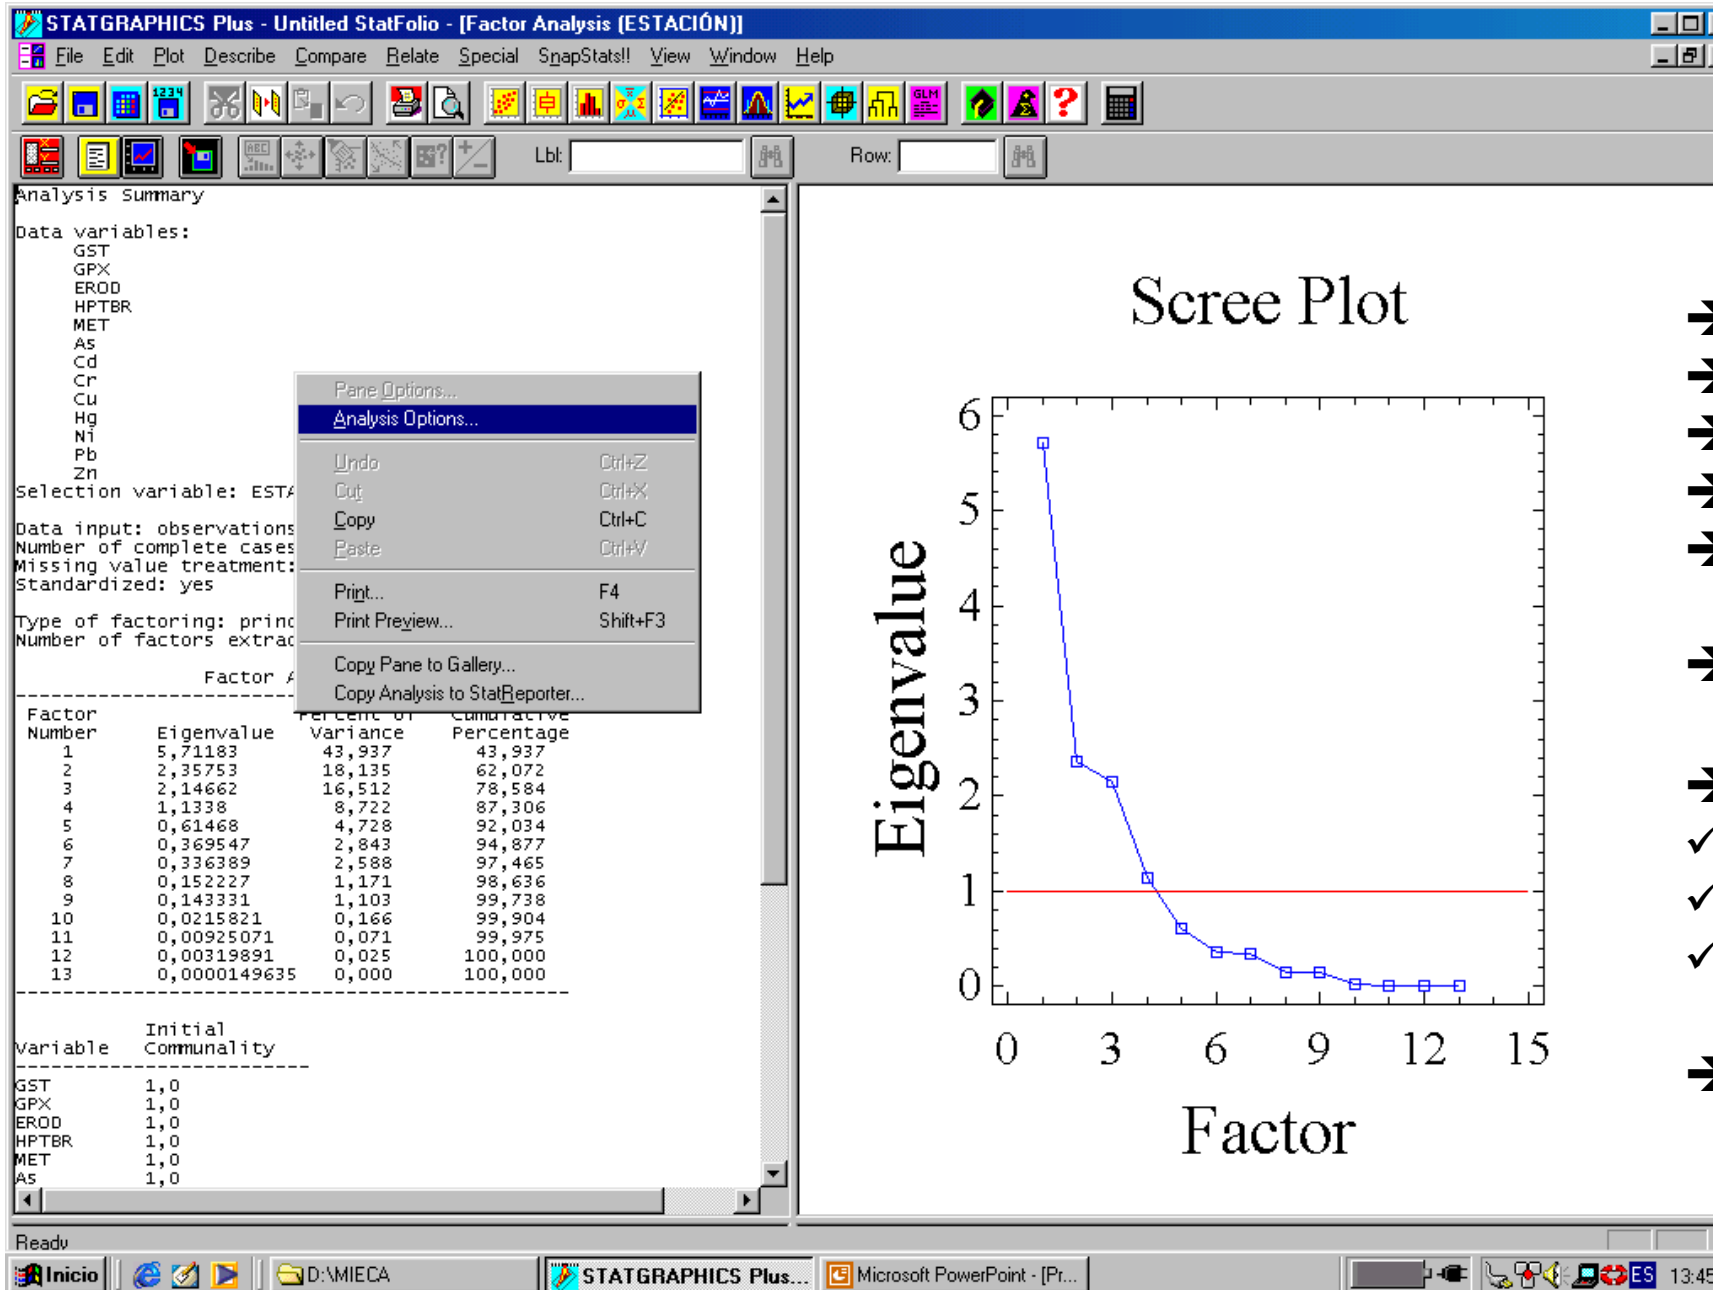 STATGRAPHICS Plus - Untitled StatFolio - [Factor Analysis (ESTACIÓN)]
File Edit Plot Describe Compare Relate Special SnapStats!! View Window Help
1234
GLM
ABC
Lbl:
Row:
Analysis Summary
Data variables:
GST
GPX
EROD
HPTBR
MET
As
Cd
Cr
Cu
Hg
Ni
Pb
Zn
Selection variable: ESTA
Data input: observations
Number of complete cases
Missing value treatment:
Standardized: yes
Type of factoring: princ
Number of factors extrac
Factor A
Factor Percent of Cumulative
Number Eigenvalue Variance Percentage
1 5,71183 43,937 43,937
2 2,35753 18,135 62,072
3 2,14662 16,512 78,584
4 1,1338 8,722 87,306
5 0,61468 4,728 92,034
6 0,369547 2,843 94,877
7 0,336389 2,588 97,465
8 0,152227 1,171 98,636
9 0,143331 1,103 99,738
10 0,0215821 0,166 99,904
11 0,00925071 0,071 99,975
12 0,00319891 0,025 100,000
13 0,0000149635 0,000 100,000
Initial
Variable Communality
GST 1,0
GPX 1,0
EROD 1,0
HPTBR 1,0
MET 1,0
As 1,0
Pane Options...
Analysis Options...
Undo Ctrl+Z
Cut Ctrl+X
Copy Ctrl+C
Paste Ctrl+V
Print... F4
Print Preview... Shift+F3
Copy Pane to Gallery...
Copy Analysis to StatReporter...
Scree Plot
Eigenvalue
6
5
4
3
2
1
0
0 3 6 9 12 15
Factor
Ready
Inicio D:\MIECA STATGRAPHICS Plus... Microsoft PowerPoint - [Pr... ES 13:45